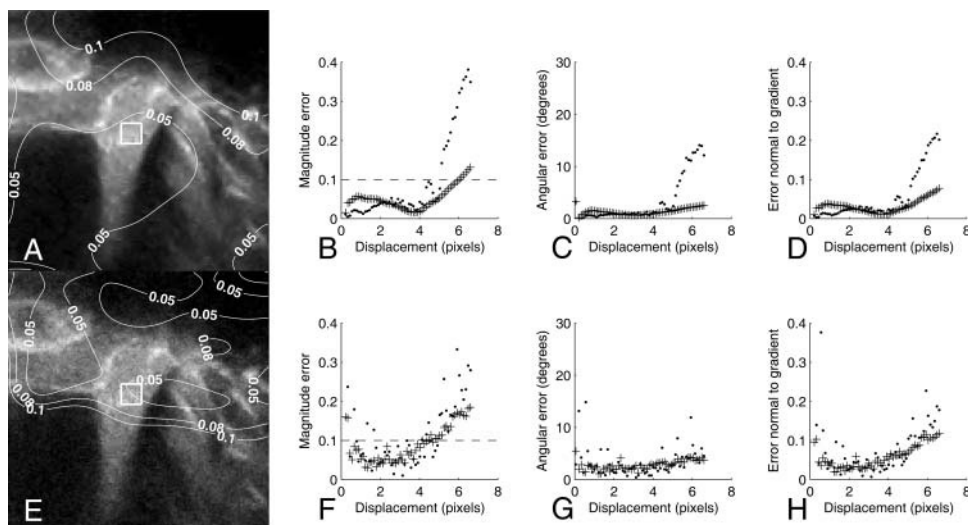 0.1
0.08
0.05
0.1
0.08
0.05
0.05
A
Magnitude error
0.4
0.3
0.2
0.1
0
0 2 4 6 8
B Displacement (pixels)
Angular error (degrees)
30
20
10
0
0 2 4 6 8
C Displacement (pixels)
Error normal to gradient
0.4
0.3
0.2
0.1
0
0 2 4 6 8
D Displacement (pixels)
0.05
0.05
0.05
0.08
0.05
0.05
0.08
0.1
0.08
0.1
E
Magnitude error
0.4
0.3
0.2
0.1
0
0 2 4 6 8
F Displacement (pixels)
Angular error (degrees)
30
20
10
0
0 2 4 6 8
G Displacement (pixels)
Error normal to gradient
0.4
0.3
0.2
0.1
0
0 2 4 6 8
H Displacement (pixels)